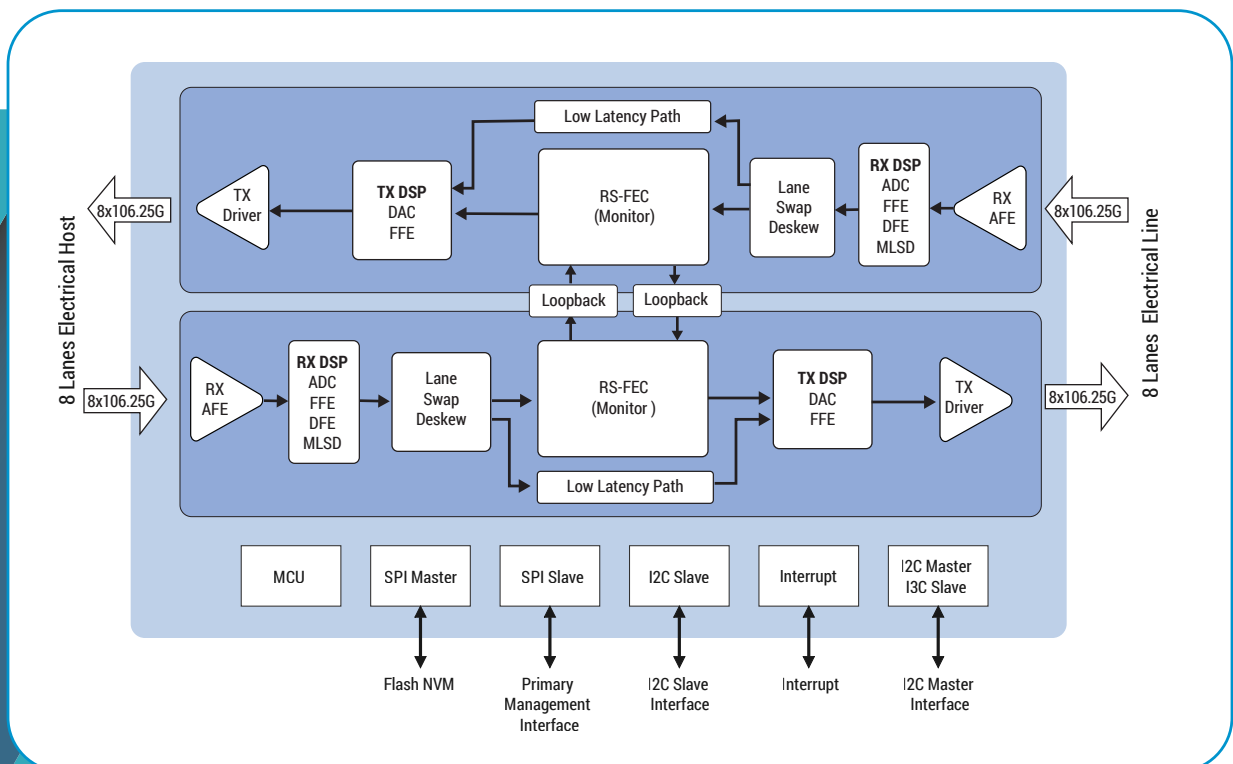 Low Latency Path
TX
Driver
TX DSP
DAC
FFE
RS-FEC
(Monitor)
Lane
Swap
Deskew
RX DSP
ADC
FFE
DFE
MLSD
RX
AFE
8x106.25G
8x106.25G
8 Lanes Electrical Host
8 Lanes Electrical Line
Loopback
Loopback
8x106.25G
RX
AFE
RX DSP
ADC
FFE
DFE
MLSD
Lane
Swap
Deskew
RS-FEC
(Monitor )
TX DSP
DAC
FFE
TX
Driver
8x106.25G
Low Latency Path
MCU
SPI Master
SPI Slave
I2C Slave
Interrupt
I2C Master
I3C Slave
Flash NVM
Primary
Management
Interface
I2C Slave
Interface
Interrupt
I2C Master
Interface